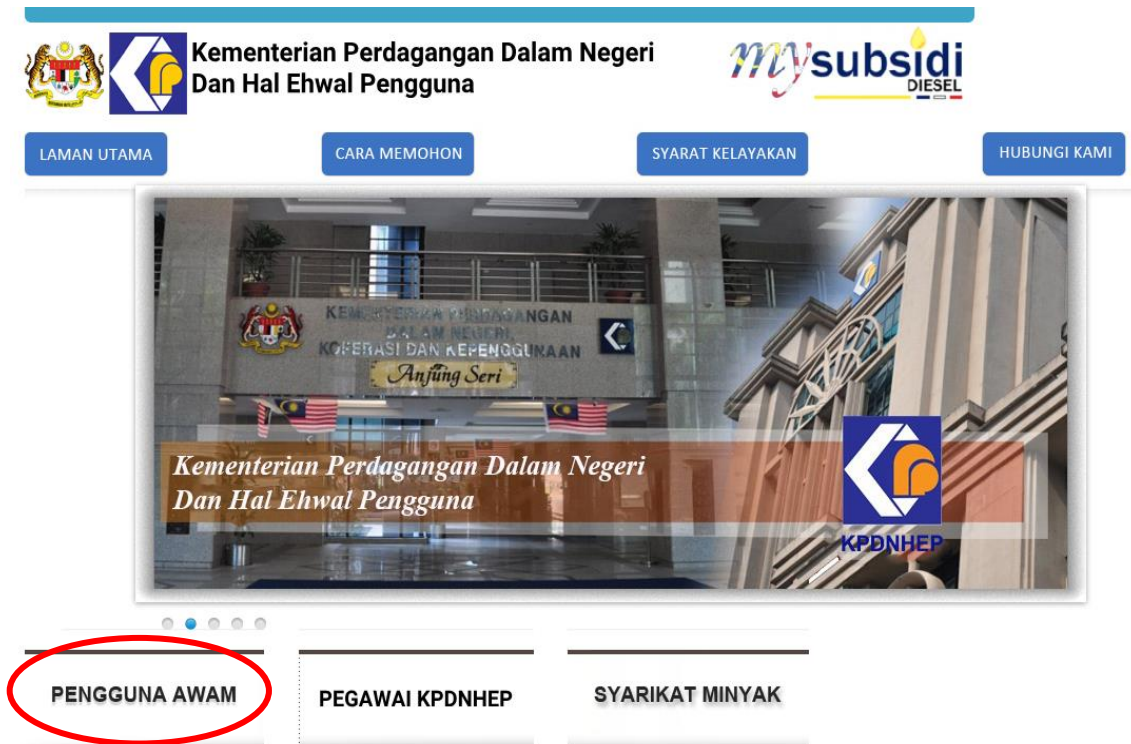 Kementerian Perdagangan Dalam Negeri
Dan Hal Ehwal Pengguna
mysubsidi
DIESEL
LAMAN UTAMA
CARA MEMOHON
SYARAT KELAYAKAN
HUBUNGI KAMI
KEMENTERIAN PERDAGANGAN
DALAM NEGERI,
KOPERASI DAN KEPENGGUNAAN
Anjung Seri
Kementerian Perdagangan Dalam Negeri
Dan Hal Ehwal Pengguna
KPDNHEP
PENGGUNA AWAM
PEGAWAI KPDNHEP
SYARIKAT MINYAK